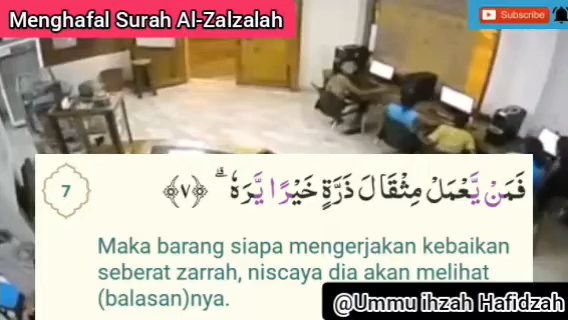 Menghafal Surah Al-Zalzalah
Subscribe
7
فَمَنْ يَّعْمَلْ مِثْقَالَ ذَرَّةٍ خَيْرًا يَّرَهٗ ۗ ﴿٧﴾
Maka barang siapa mengerjakan kebaikan
seberat zarrah, niscaya dia akan melihat
(balasan)nya.
@Ummu ihzah Hafidzah